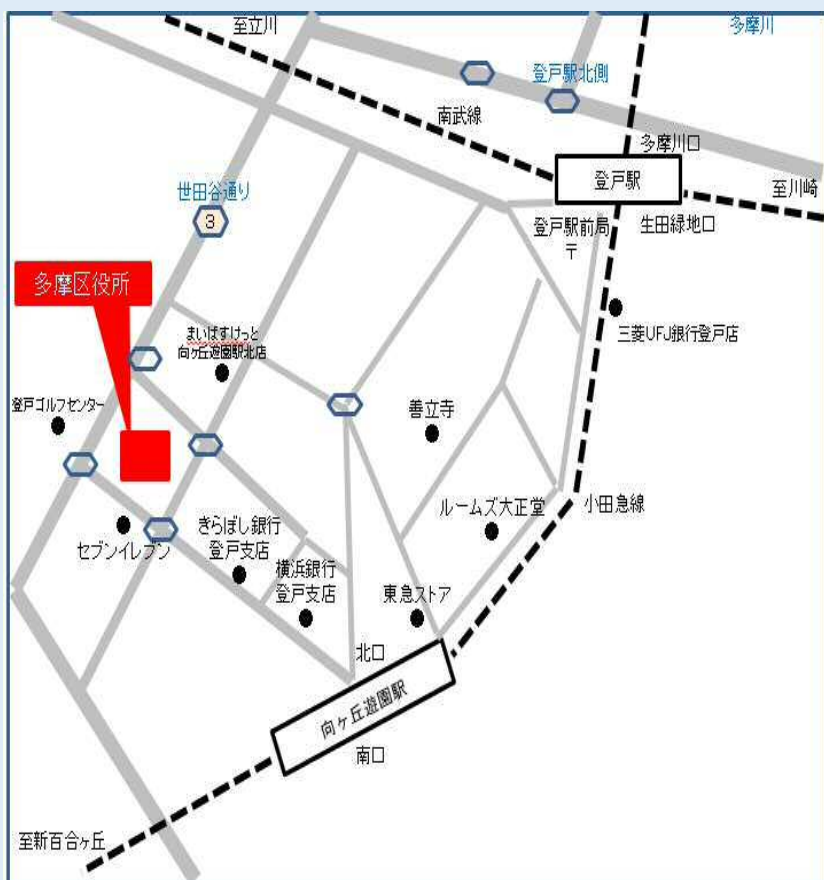 至立川
多摩川
登戸駅北側
南武線
多摩川口
登戸駅
至川崎
世田谷通り
3
登戸駅前局
〒
生田緑地口
多摩区役所
三菱UFJ銀行登戸店
まいばすけっと
向ケ丘遊園駅北店
登戸ゴルフセンター
善立寺
ルームズ大正堂
小田急線
セブンイレブン
きらぼし銀行
登戸支店
横浜銀行
登戸支店
東急ストア
北口
向ヶ丘遊園駅
南口
至新百合ヶ丘